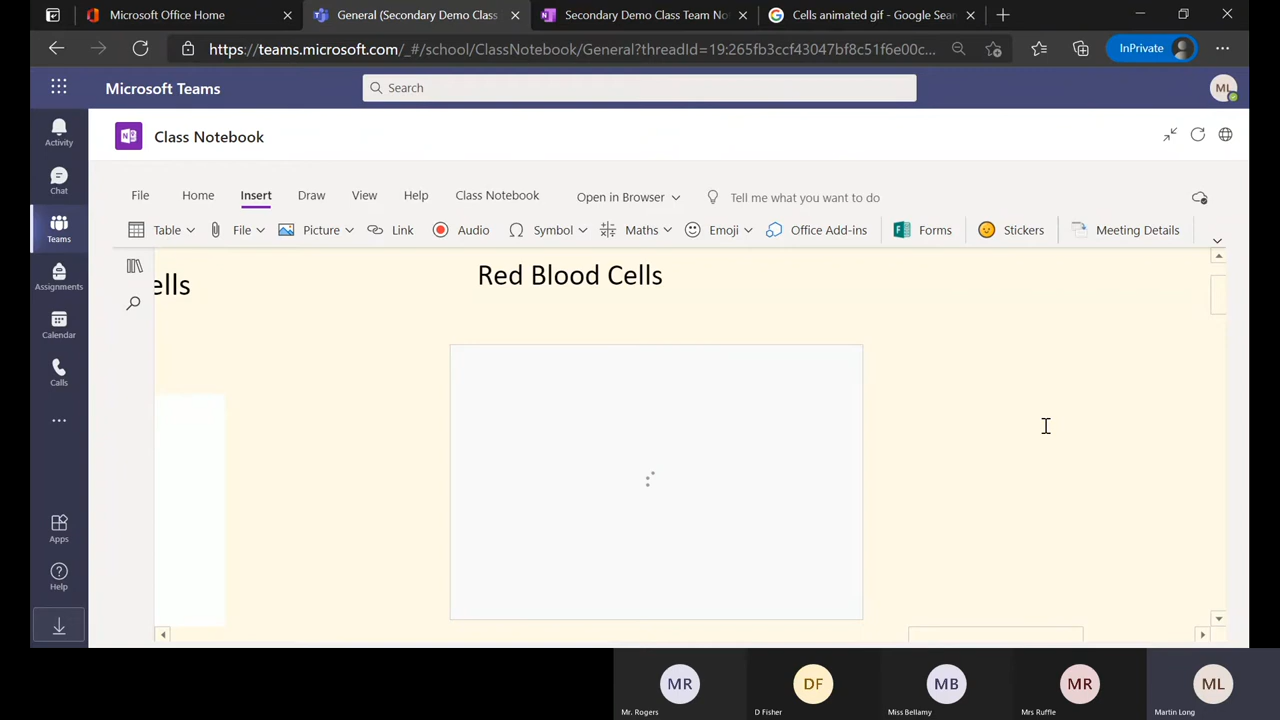 Microsoft Office Home
General (Secondary Demo Class
Secondary Demo Class Team No
Cells animated gif - Google Sear
https://teams.microsoft.com/_#/school/ClassNotebook/General?threadId=19:265fb3ccf43047bf8c51f6e00c...
InPrivate
Microsoft Teams
Search
ML
Activity
Chat
Teams
Assignments
Calendar
Calls
Apps
Help
Class Notebook
File
Home
Insert
Draw
View
Help
Class Notebook
Open in Browser
Tell me what you want to do
Table
File
Picture
Link
Audio
Symbol
Maths
Emoji
Office Add-ins
Forms
Stickers
Meeting Details
ells
Red Blood Cells
MR
DF
MB
MR
ML
Mr. Rogers
D Fisher
Miss Bellamy
Mrs Ruffle
Martin Long